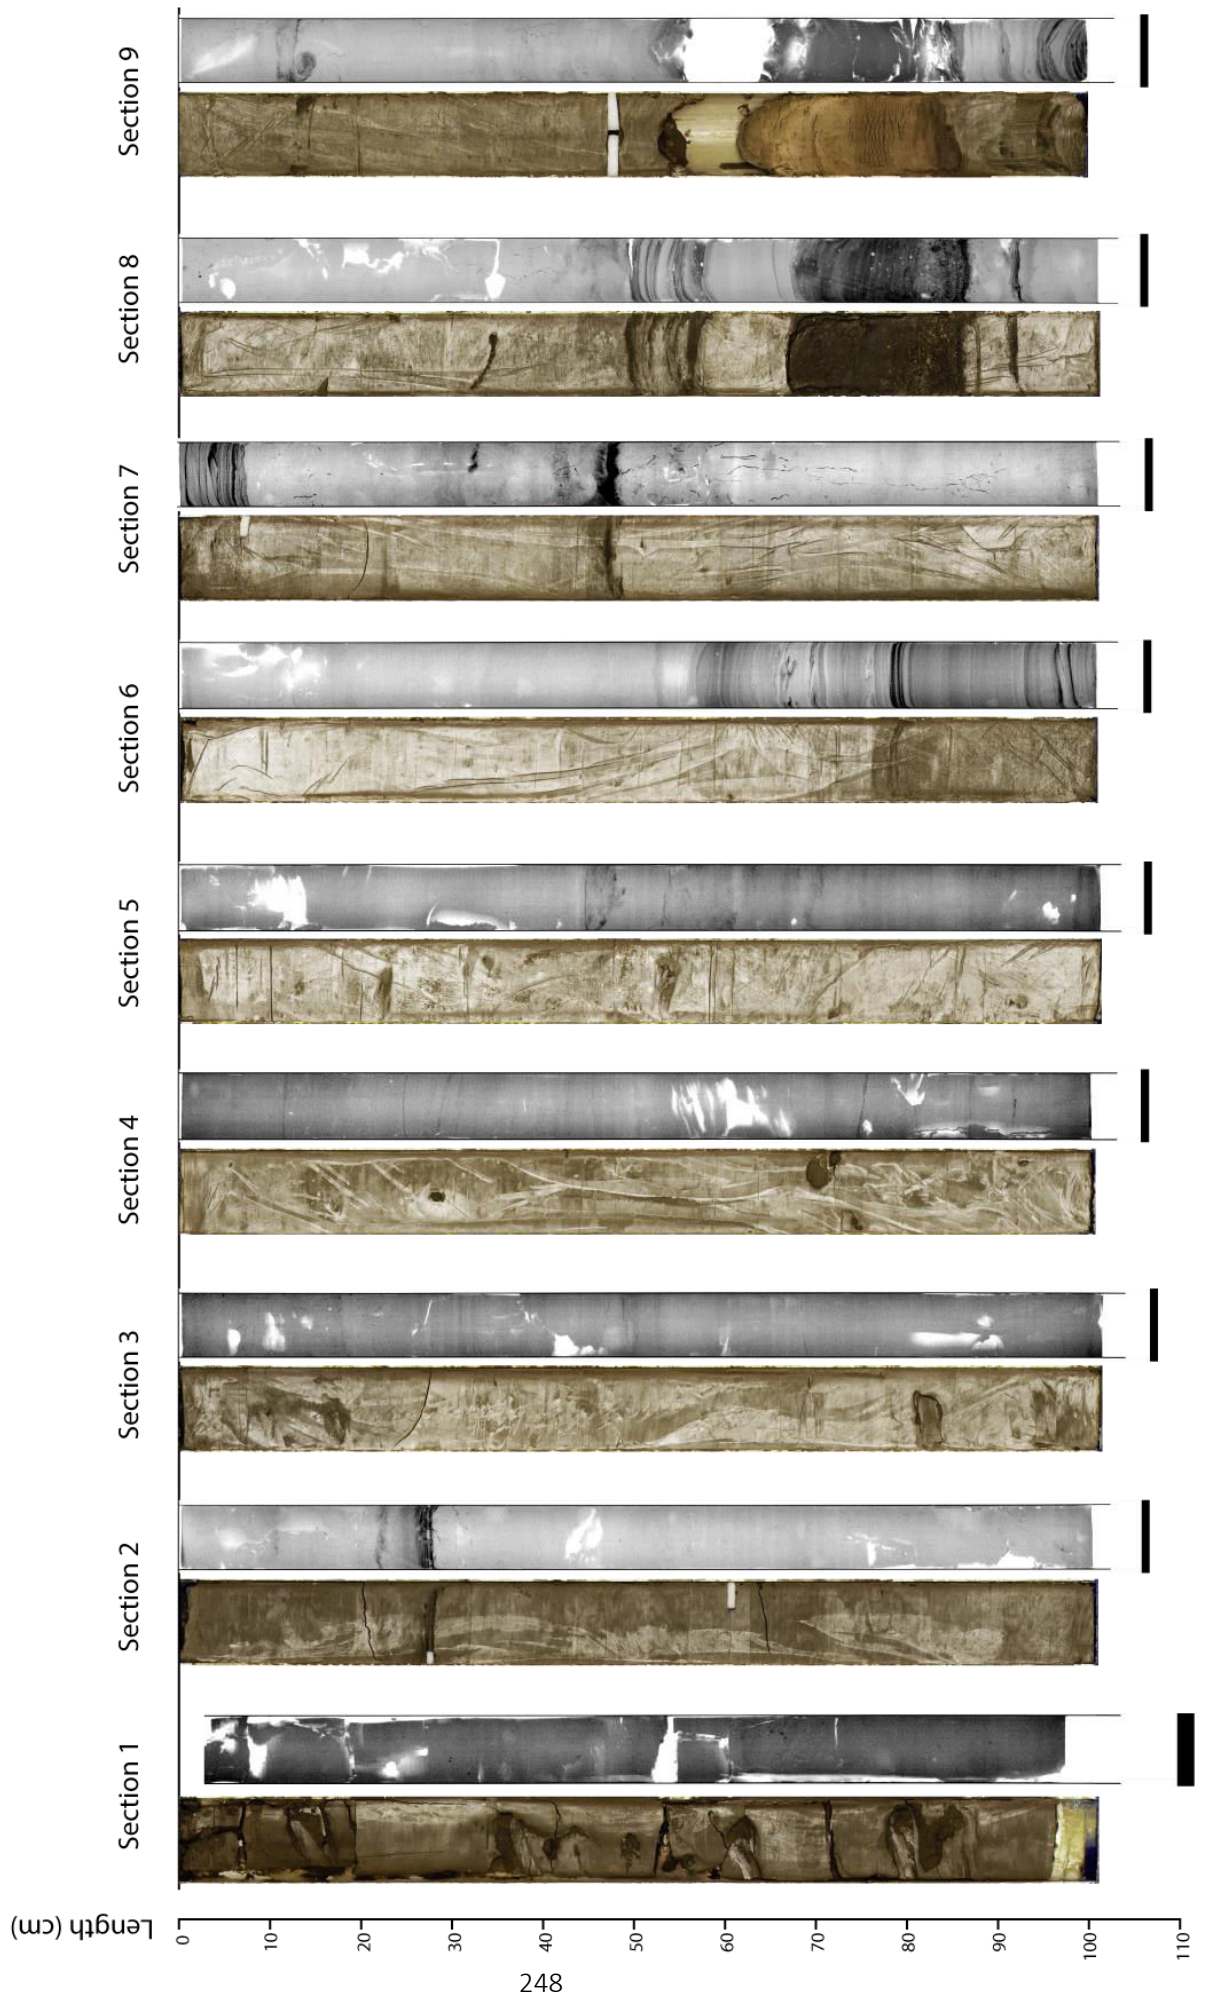 Section 9
Section 8
Section 7
Section 6
Section 5
Section 4
Section 3
Section 2
Section 1
Length (cm)
0 10 20 30 40 50 60 70 80 90 100 110
248